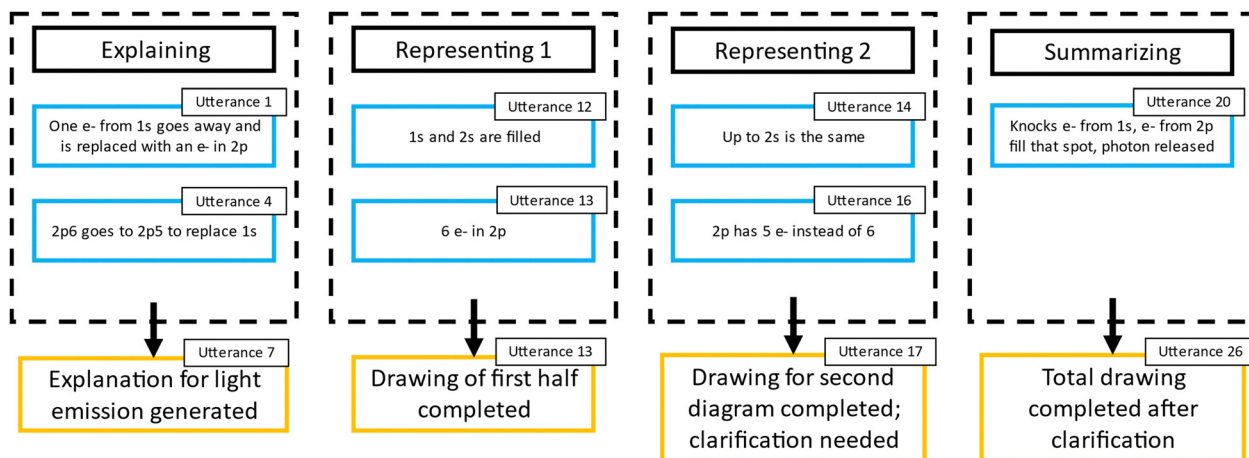 Explaining
Utterance 1
One e- from 1s goes away and
is replaced with an e- in 2p
Utterance 4
2p6 goes to 2p5 to replace 1s
Utterance 7
Explanation for light
emission generated
Representing 1
Utterance 12
1s and 2s are filled
Utterance 13
6 e- in 2p
Utterance 13
Drawing of first half
completed
Representing 2
Utterance 14
Up to 2s is the same
Utterance 16
2p has 5 e- instead of 6
Utterance 17
Drawing for second
diagram completed;
clarification needed
Summarizing
Utterance 20
Knocks e- from 1s, e- from 2p
fill that spot, photon released
Utterance 26
Total drawing
completed after
clarification